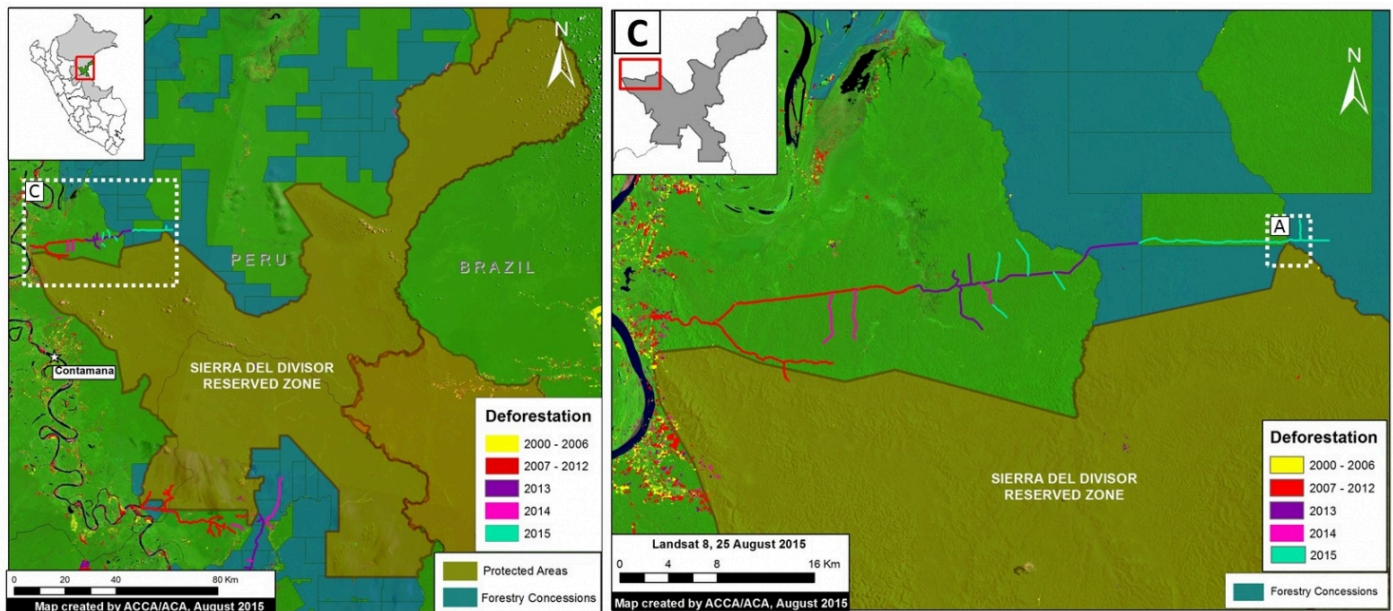 N
C
PERU
BRAZIL
SIERRA DEL DIVISOR
RESERVED ZONE
Contamana
Deforestation
2000 - 2006
2007 - 2012
2013
2014
2015
Protected Areas
Forestry Concessions
0 20 40 80 Km
Map created by ACCA/ACA, August 2015
C
N
A
SIERRA DEL DIVISOR
RESERVED ZONE
Deforestation
2000 - 2006
2007 - 2012
2013
2014
2015
Landsat 8, 25 August 2015
0 4 8 16 Km
Forestry Concessions
Map created by ACCA/ACA, August 2015